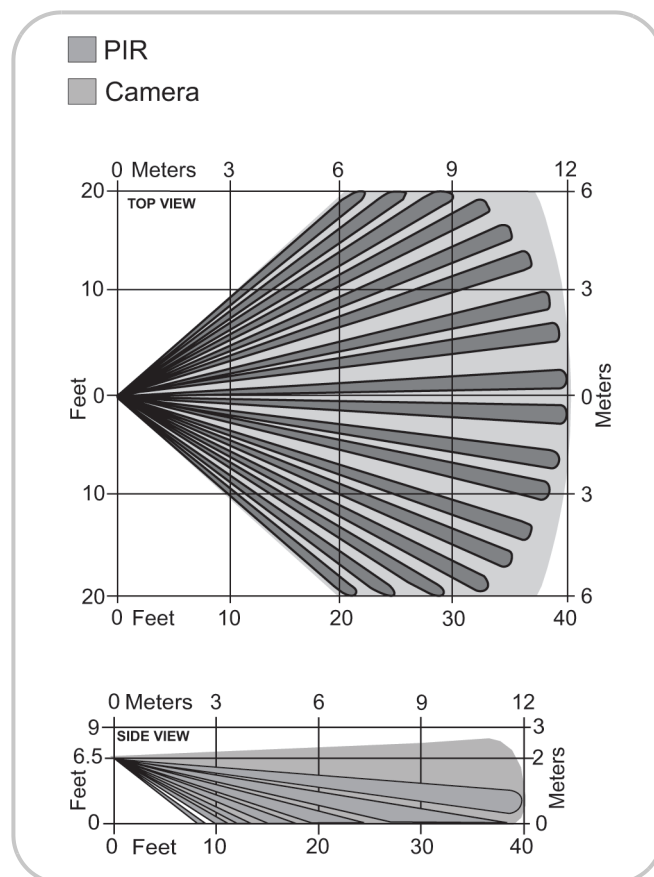 PIR
Camera
0 Meters 3 6 9 12
20 TOP VIEW 6
10 3
Feet 0 0 Meters
10 3
20 6
0 Feet 10 20 30 40
0 Meters 3 6 9 12
9 SIDE VIEW 3
6.5 2
Feet Meters
0 0
0 Feet 10 20 30 40